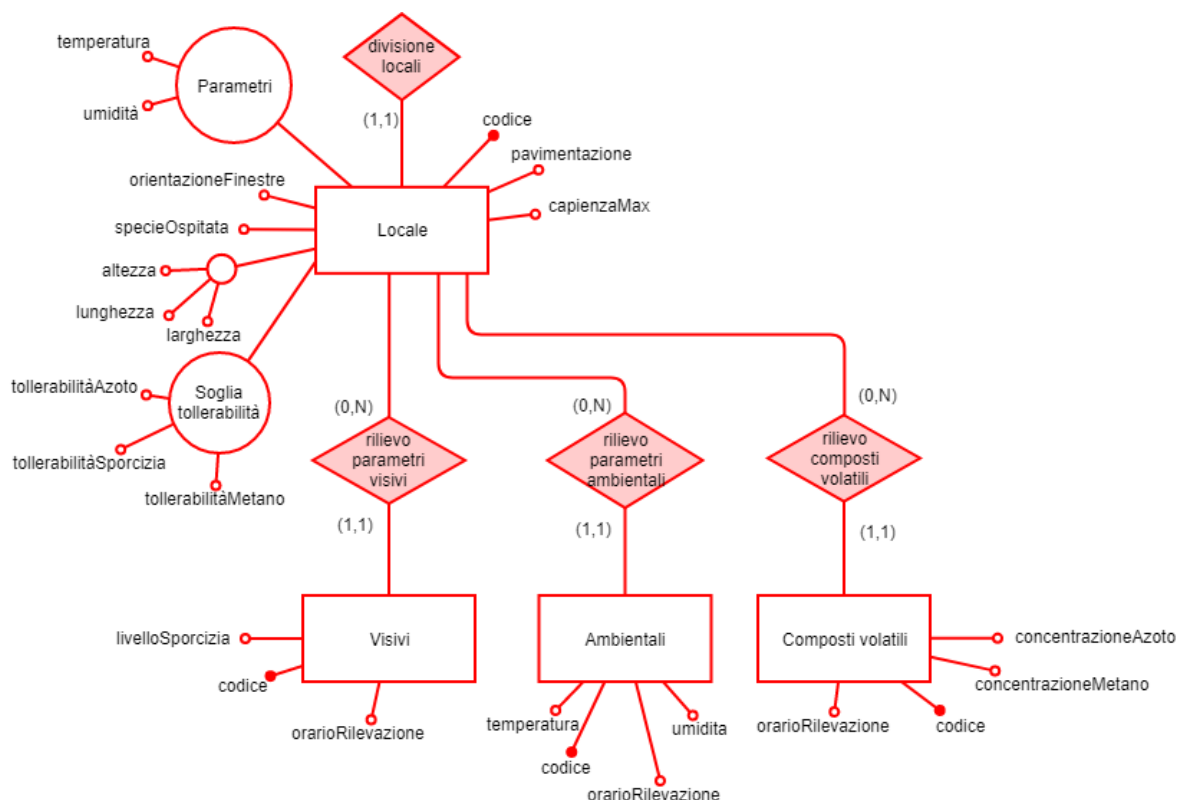 temperatura
umidità
Parametri
divisione
locali
(1,1)
codice
pavimentazione
capienzaMax
orientazioneFinestre
specieOspitata
Locale
altezza
lunghezza
larghezza
tollerabilitàAzoto
tollerabilitàSporcizia
tollerabilitàMetano
Soglia
tollerabilità
(0,N)
(0,N)
(0,N)
rilievo
parametri
visivi
rilievo
parametri
ambientali
rilievo
composti
volatili
(1,1)
(1,1)
(1,1)
livelloSporcizia
codice
orarioRilevazione
Visivi
Ambientali
temperatura
codice
orarioRilevazione
umidita
Composti volatili
concentrazioneAzoto
concentrazioneMetano
orarioRilevazione
codice